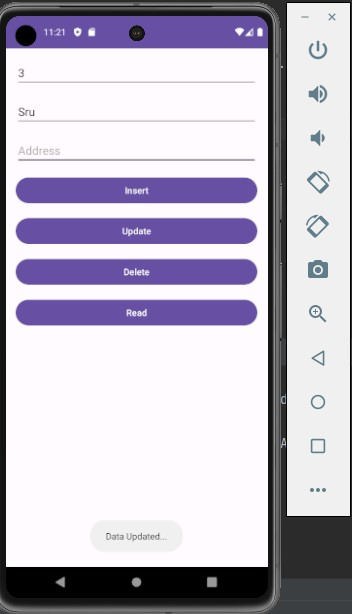 11:21
3
Sru
Address
Insert
Update
Delete
Read
Data Updated...